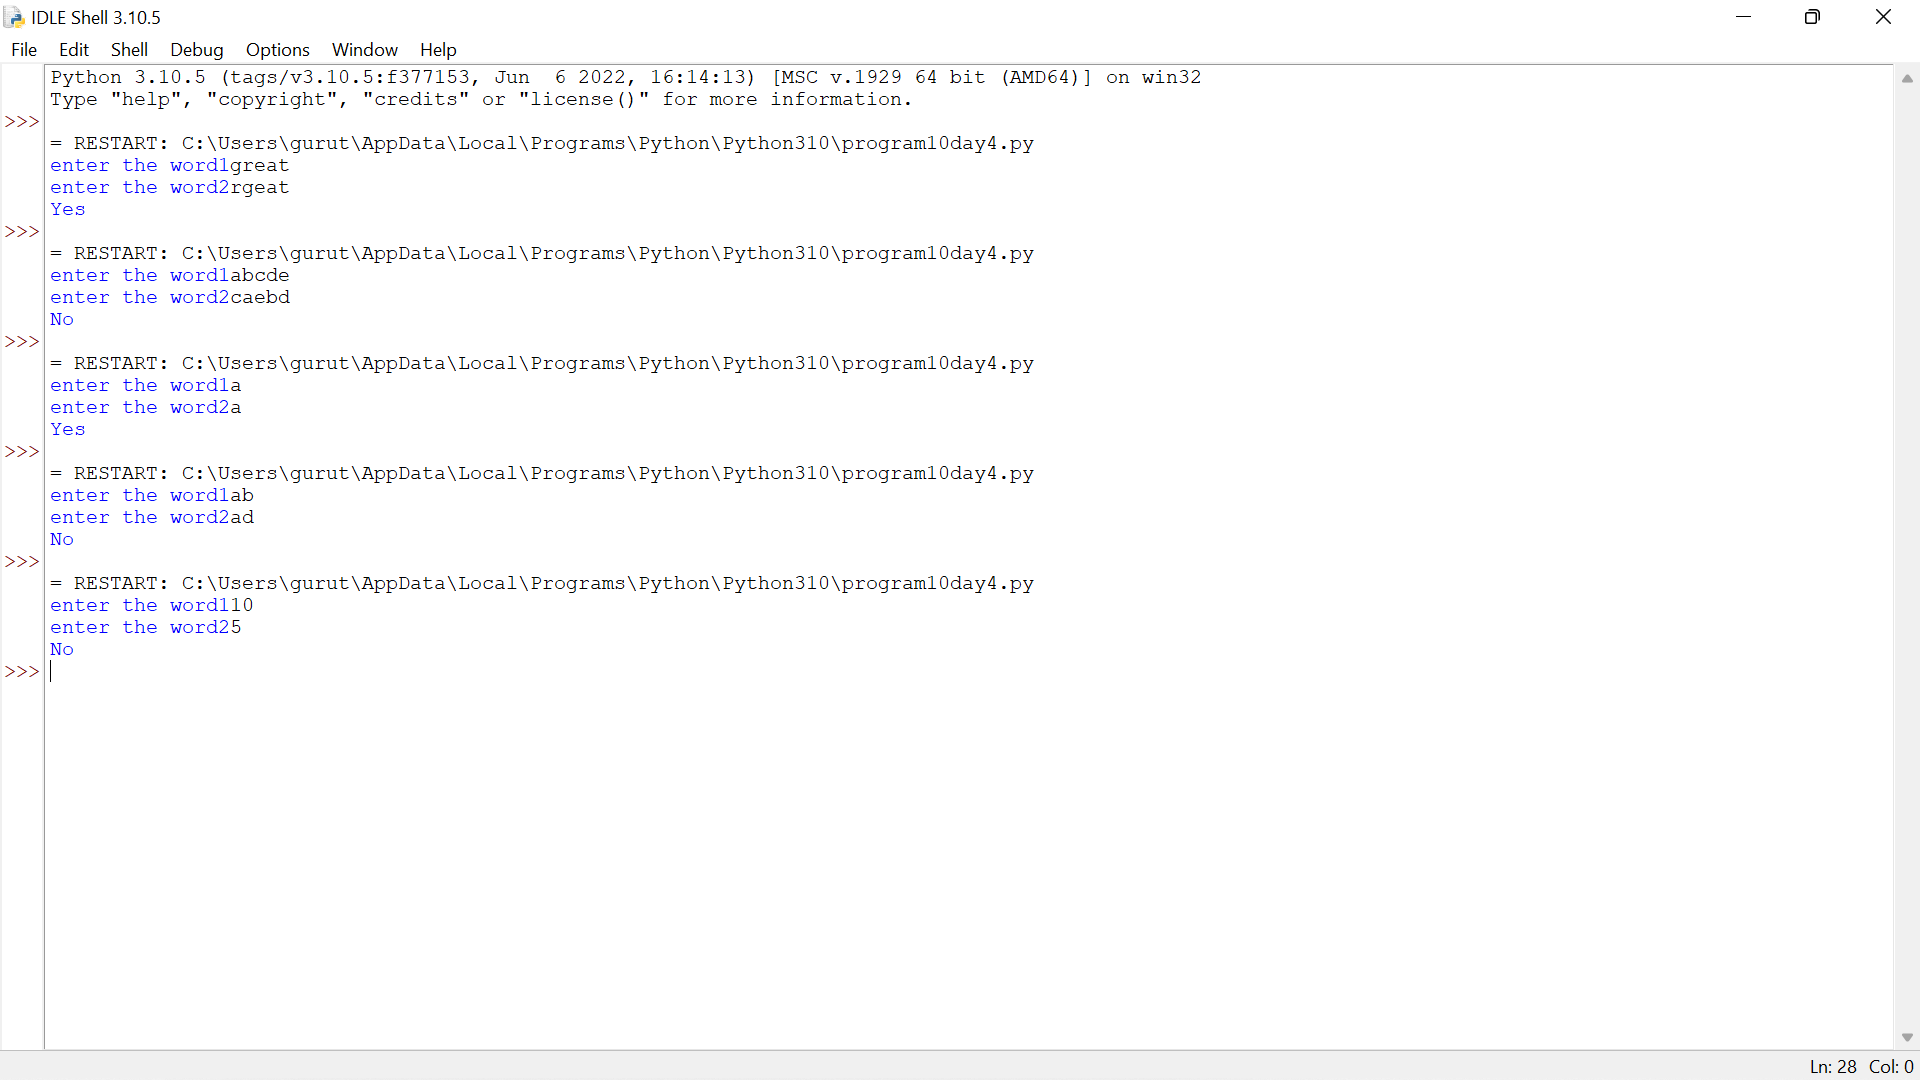 IDLE Shell 3.10.5
File Edit Shell Debug Options Window Help
Python 3.10.5 (tags/v3.10.5:f377153, Jun  6 2022, 16:14:13) [MSC v.1929 64 bit (AMD64)] on win32
Type "help", "copyright", "credits" or "license()" for more information.
>>>
= RESTART: C:\Users\gurut\AppData\Local\Programs\Python\Python310\program10day4.py
enter the word1great
enter the word2rgeat
Yes
>>>
= RESTART: C:\Users\gurut\AppData\Local\Programs\Python\Python310\program10day4.py
enter the word1abcde
enter the word2caebd
No
>>>
= RESTART: C:\Users\gurut\AppData\Local\Programs\Python\Python310\program10day4.py
enter the word1a
enter the word2a
Yes
>>>
= RESTART: C:\Users\gurut\AppData\Local\Programs\Python\Python310\program10day4.py
enter the word1ab
enter the word2ad
No
>>>
= RESTART: C:\Users\gurut\AppData\Local\Programs\Python\Python310\program10day4.py
enter the word110
enter the word25
No
>>>
Ln: 28 Col: 0